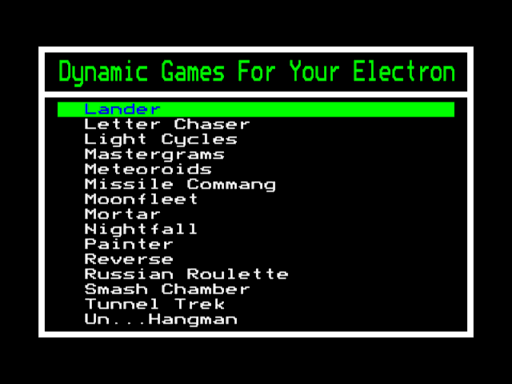 Dynamic Games For Your Electron
Lander
Letter Chaser
Light Cycles
Mastergrams
Meteoroids
Missile Commang
Moonfleet
Mortar
Nightfall
Painter
Reverse
Russian Roulette
Smash Chamber
Tunnel Trek
Un...Hangman